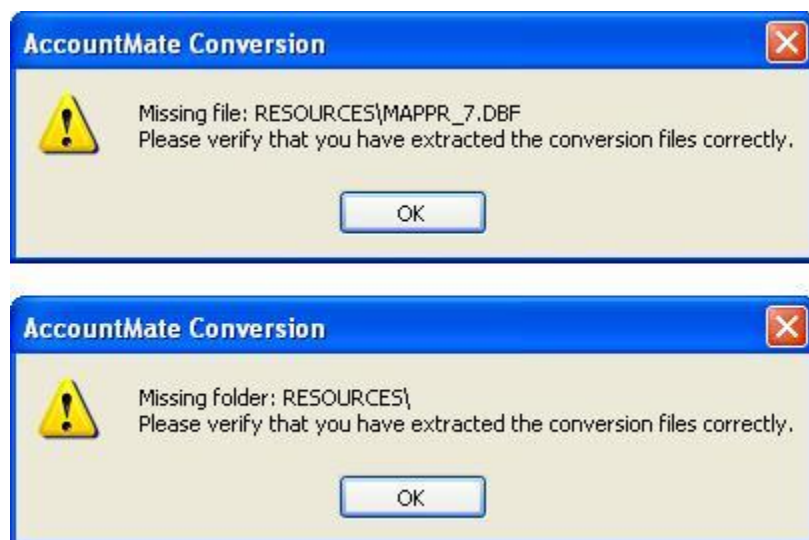 AccountMate Conversion
Missing file: RESOURCES\MAPPR_7.DBF
Please verify that you have extracted the conversion files correctly.
OK
AccountMate Conversion
Missing folder: RESOURCES\
Please verify that you have extracted the conversion files correctly.
OK